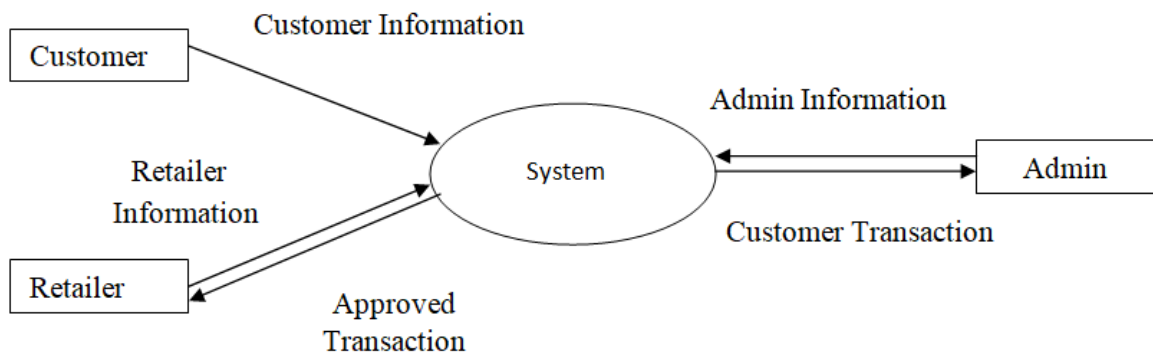 Customer Information
Customer
Admin Information
System
Admin
Retailer
Information
Customer Transaction
Retailer
Approved
Transaction